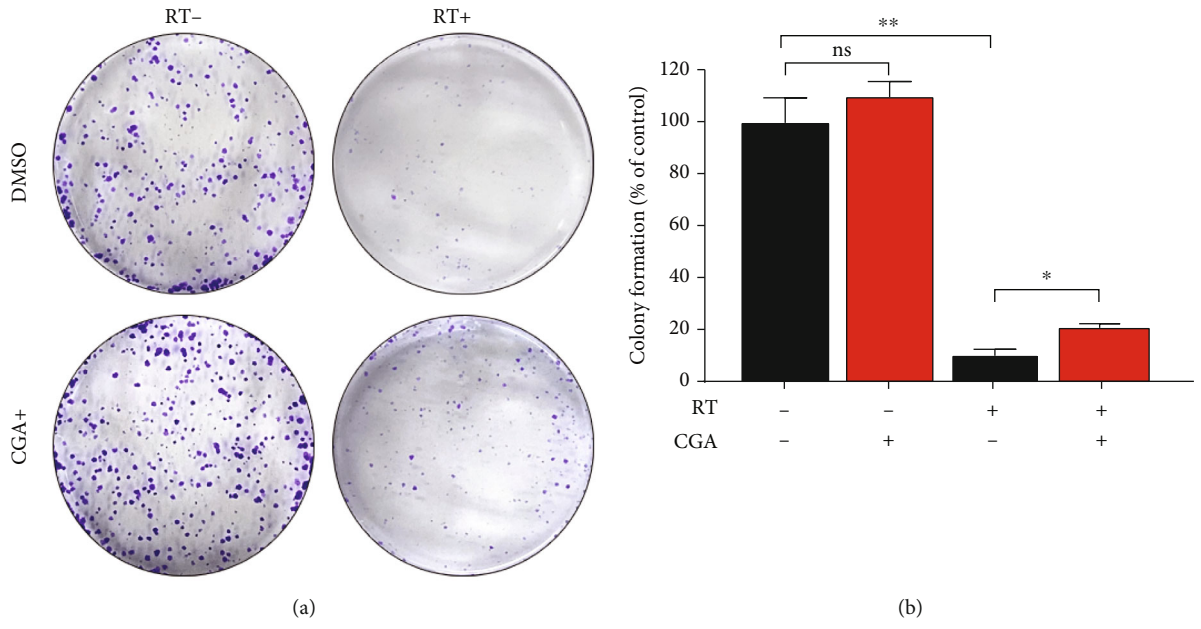 RT– RT+
DMSO
CGA+
(a)
**
ns
*
Colony formation (% of control)
120
100
80
60
40
20
0
RT – – + +
CGA – + – +
(b)